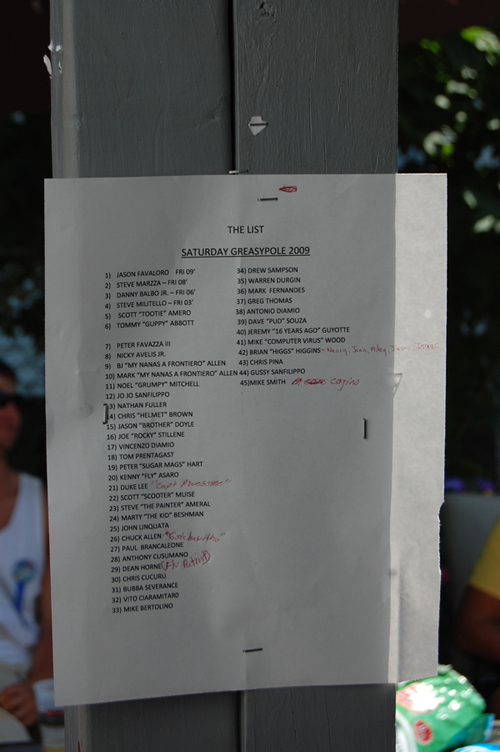 THE LIST
SATURDAY GREASYPOLE 2009
1) JASON FAVALORO FRI 09'
2) STEVE MARZZA – FRI 08'
3) DANNY BALBO JR. – FRI 06'
4) STEVE MILITELLO – FRI 03'
5) SCOTT "TOOTIE" AMERO
6) TOMMY "GUPPY" ABBOTT
7) PETER FAVAZZA III
8) NICKY AVELIS JR.
9) BJ "MY NANAS A FRONTIERO" ALLEN
10) MARK "MY NANAS A FRONTIERO" ALLEN
11) NOEL "GRUMPY" MITCHELL
12) JO JO SANFILIPPO
13) NATHAN FULLER
14) CHRIS "HELMET" BROWN
15) JASON "BROTHER" DOYLE
16) JOE "ROCKY" STILLENE
17) VINCENZO DIAMIO
18) TOM PRENTAGAST
19) PETER "SUGAR MAGS" HART
20) KENNY "FLY" ASARO
21) DUKE LEE "Capt Awesome"
22) SCOTT "SCOOTER" MUISE
23) STEVE "THE PAINTER" AMERAL
24) MARTY "THE KID" BESHMAN
25) JOHN LINQUATA
26) CHUCK ALLEN
27) PAUL BRANCALEONE
28) ANTHONY CUSUMANO
29) DEAN HORNE
30) CHRIS CUCURU
31) BUBBA SEVERANCE
32) VITO CIARAMITARO
33) MIKE BERTOLINO
34) DREW SAMPSON
35) WARREN DURGIN
36) MARK FERNANDES
37) GREG THOMAS
38) ANTONIO DIAMIO
39) DAVE "PUD" SOUZA
40) JEREMY "16 YEARS AGO" GUYOTTE
41) MIKE "COMPUTER VIRUS" WOOD
42) BRIAN "HIGGS" HIGGINS
43) CHRIS PINA
44) GUSSY SANFILIPPO
45)MIKE SMITH